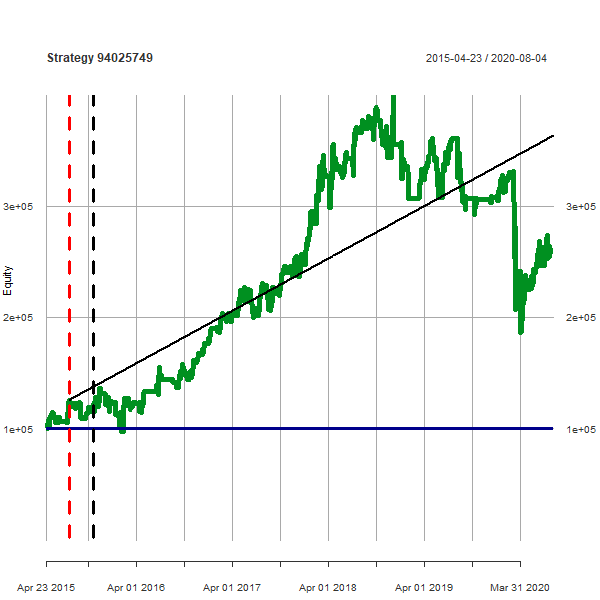 Strategy 94025749
2015-04-23 / 2020-08-04
3e+05
3e+05
Equity
2e+05
2e+05
1e+05
1e+05
Apr 23 2015
Apr 01 2016
Apr 01 2017
Apr 01 2018
Apr 01 2019
Mar 31 2020